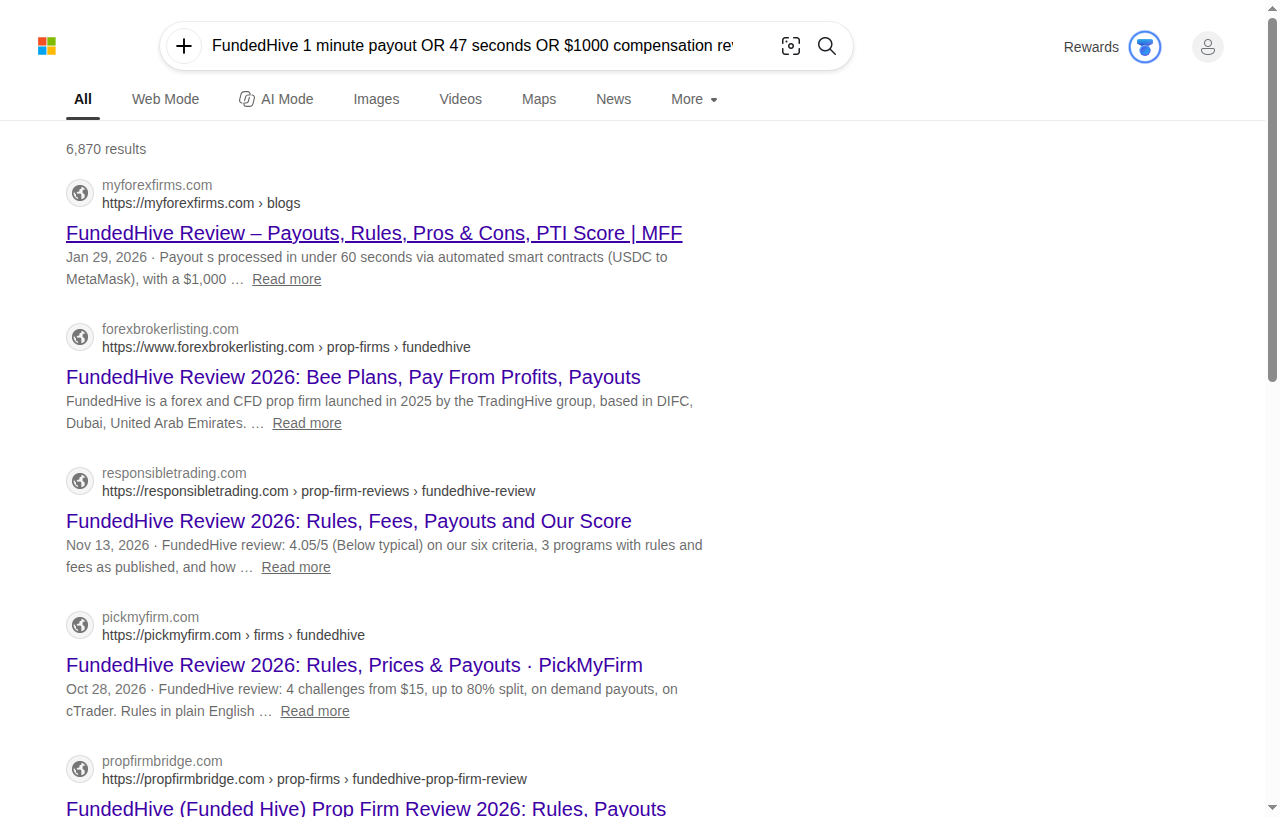 FundedHive 1 minute payout OR 47 seconds OR $1000 compensation rev
Rewards
All
Web Mode
AI Mode
Images
Videos
Maps
News
More
6,870 results
myforexfirms.com
https://myforexfirms.com › blogs
FundedHive Review – Payouts, Rules, Pros & Cons, PTI Score | MFF
Jan 29, 2026 · Payout s processed in under 60 seconds via automated smart contracts (USDC to
MetaMask), with a $1,000 … Read more
forexbrokerlisting.com
https://www.forexbrokerlisting.com › prop-firms › fundedhive
FundedHive Review 2026: Bee Plans, Pay From Profits, Payouts
FundedHive is a forex and CFD prop firm launched in 2025 by the TradingHive group, based in DIFC,
Dubai, United Arab Emirates. … Read more
responsibletrading.com
https://responsibletrading.com › prop-firm-reviews › fundedhive-review
FundedHive Review 2026: Rules, Fees, Payouts and Our Score
Nov 13, 2026 · FundedHive review: 4.05/5 (Below typical) on our six criteria, 3 programs with rules and
fees as published, and how … Read more
pickmyfirm.com
https://pickmyfirm.com › firms › fundedhive
FundedHive Review 2026: Rules, Prices & Payouts · PickMyFirm
Oct 28, 2026 · FundedHive review: 4 challenges from $15, up to 80% split, on demand payouts, on
cTrader. Rules in plain English … Read more
propfirmbridge.com
https://propfirmbridge.com › prop-firms › fundedhive-prop-firm-review
FundedHive (Funded Hive) Prop Firm Review 2026: Rules, Payouts